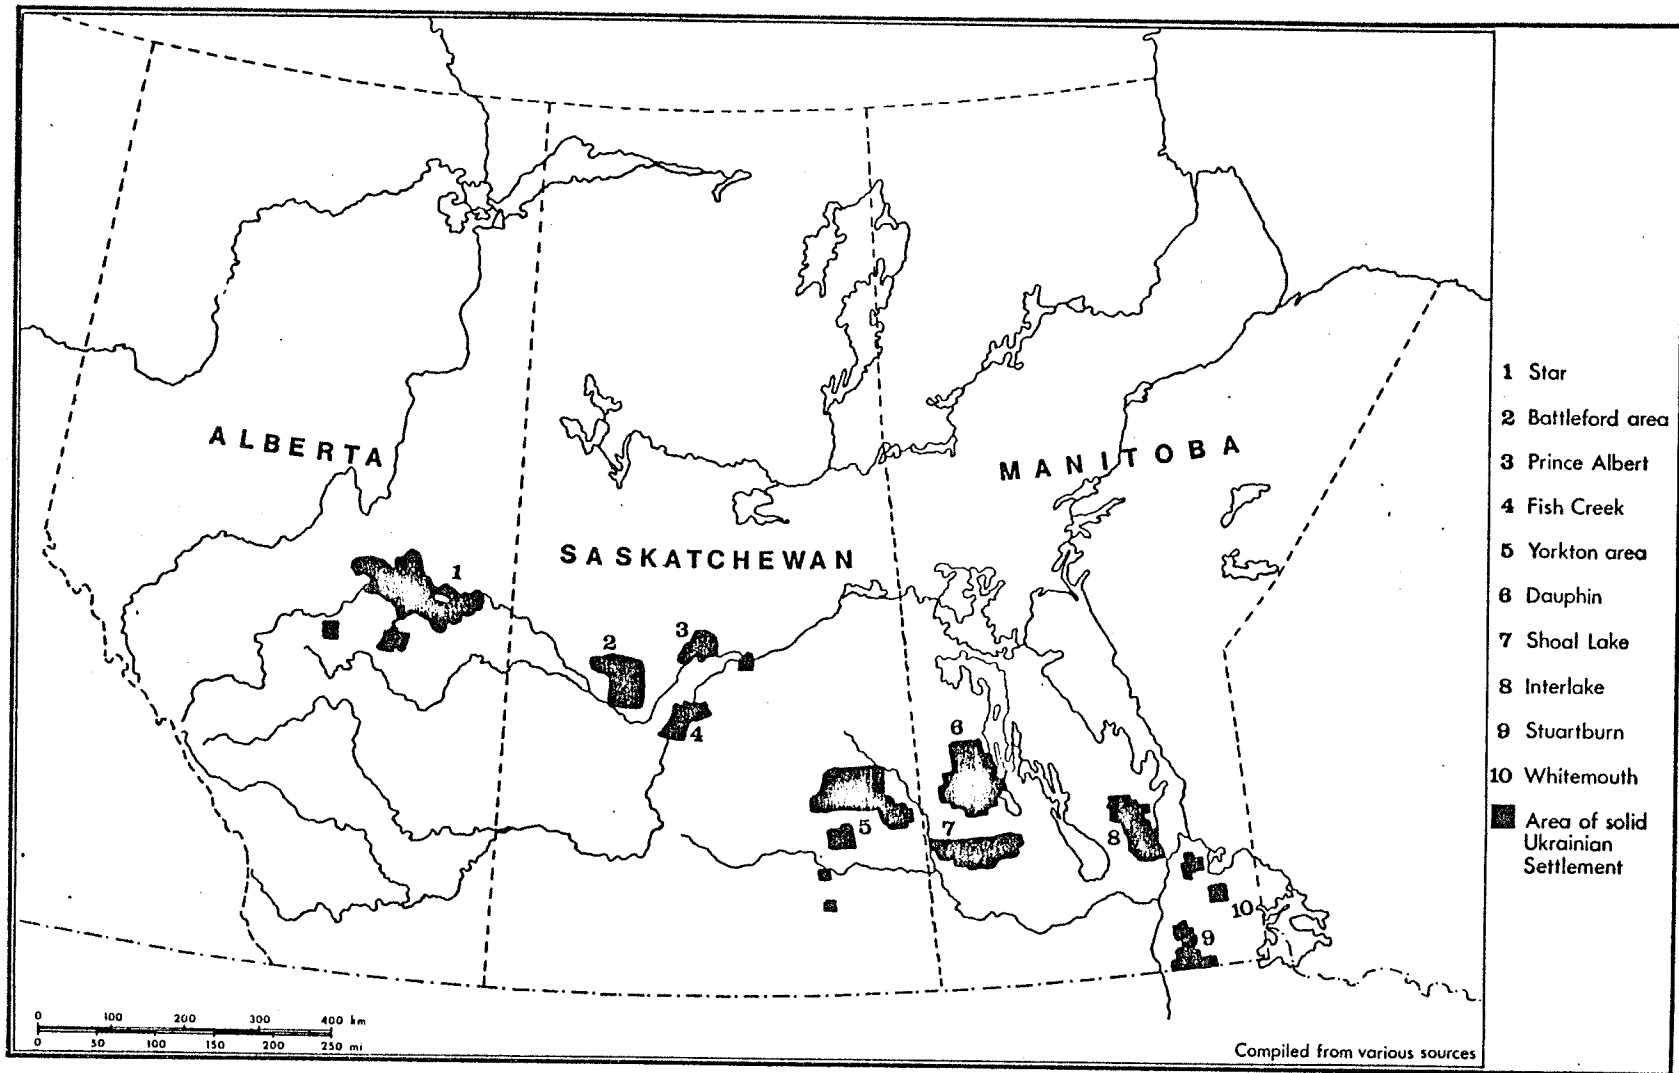 ALBERTA
SASKATCHEWAN
MANITOBA
1
2
3
4
5
6
7
8
9
10
1 Star
2 Battleford area
3 Prince Albert
4 Fish Creek
5 Yorkton area
6 Dauphin
7 Shoal Lake
8 Interlake
9 Stuartburn
10 Whitemouth
Area of solid
Ukrainian
Settlement
0 100 200 300 400 km
0 50 100 150 200 250 mi
Compiled from various sources